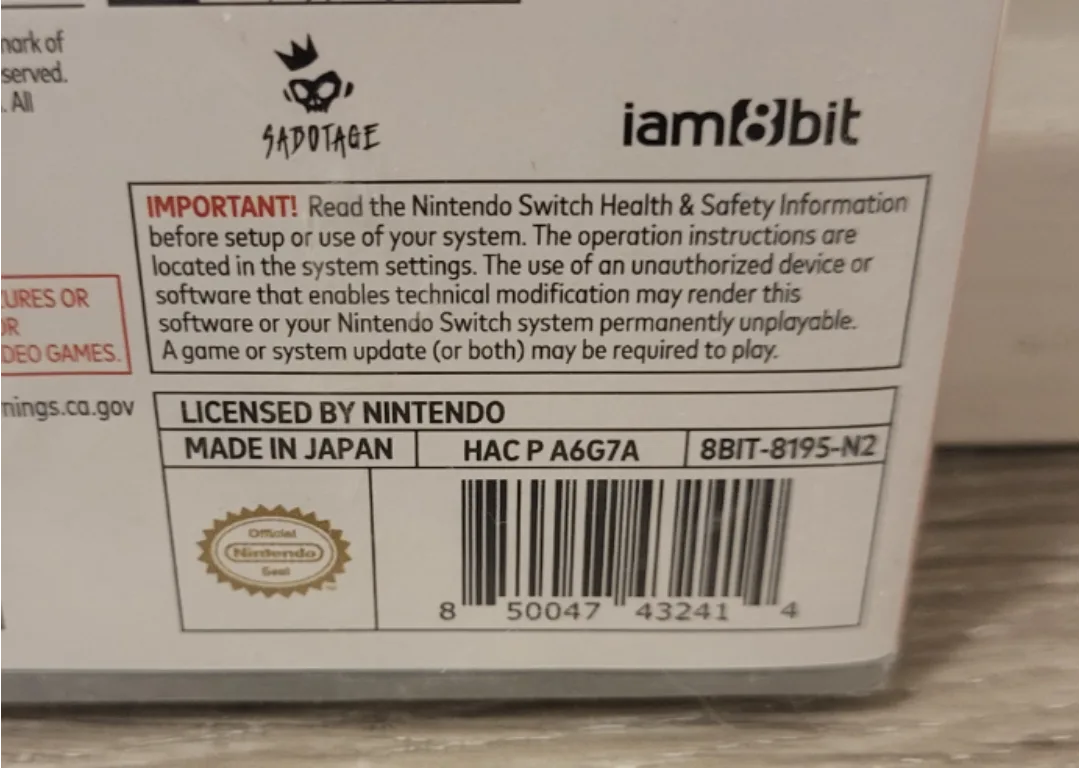 mark of
served.
. All
SABOTAGE
iam8bit
IMPORTANT! Read the Nintendo Switch Health & Safety Information
before setup or use of your system. The operation instructions are
located in the system settings. The use of an unauthorized device or
software that enables technical modification may render this
software or your Nintendo Switch system permanently unplayable.
A game or system update (or both) may be required to play.
URES OR
OR
DEO GAMES.
nings.ca.gov
LICENSED BY NINTENDO
MADE IN JAPAN
HAC P A6G7A
8BIT-8195-N2
Official
Nintendo
Seal
8 50047 43241 4